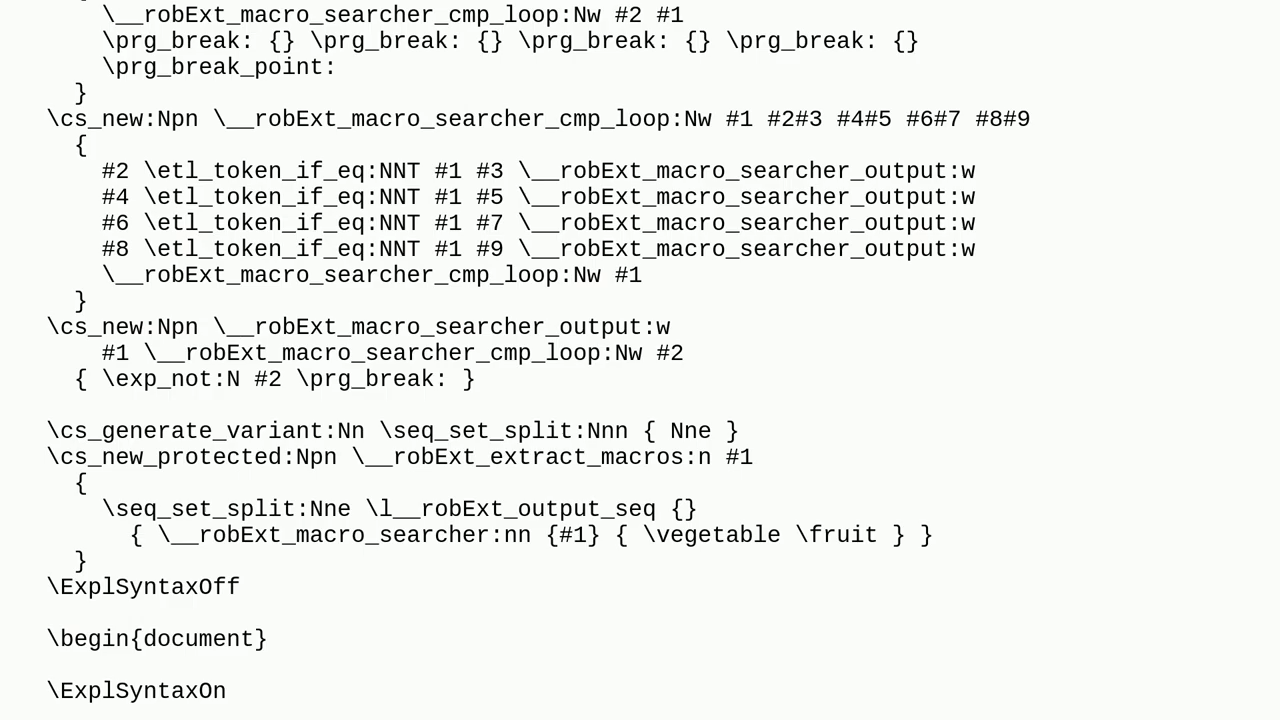 \__robExt_macro_searcher_cmp_loop:Nw #2 #1
\prg_break: {} \prg_break: {} \prg_break: {} \prg_break: {}
\prg_break_point:
}
\cs_new:Npn \__robExt_macro_searcher_cmp_loop:Nw #1 #2#3 #4#5 #6#7 #8#9
{
#2 \etl_token_if_eq:NNT #1 #3 \__robExt_macro_searcher_output:w
#4 \etl_token_if_eq:NNT #1 #5 \__robExt_macro_searcher_output:w
#6 \etl_token_if_eq:NNT #1 #7 \__robExt_macro_searcher_output:w
#8 \etl_token_if_eq:NNT #1 #9 \__robExt_macro_searcher_output:w
\__robExt_macro_searcher_cmp_loop:Nw #1
}
\cs_new:Npn \__robExt_macro_searcher_output:w
#1 \__robExt_macro_searcher_cmp_loop:Nw #2
{ \exp_not:N #2 \prg_break: }
\cs_generate_variant:Nn \seq_set_split:Nnn { Nne }
\cs_new_protected:Npn \__robExt_extract_macros:n #1
{
\seq_set_split:Nne \l__robExt_output_seq {}
{ \__robExt_macro_searcher:nn {#1} { \vegetable \fruit } }
}
\ExplSyntaxOff
\begin{document}
\ExplSyntaxOn